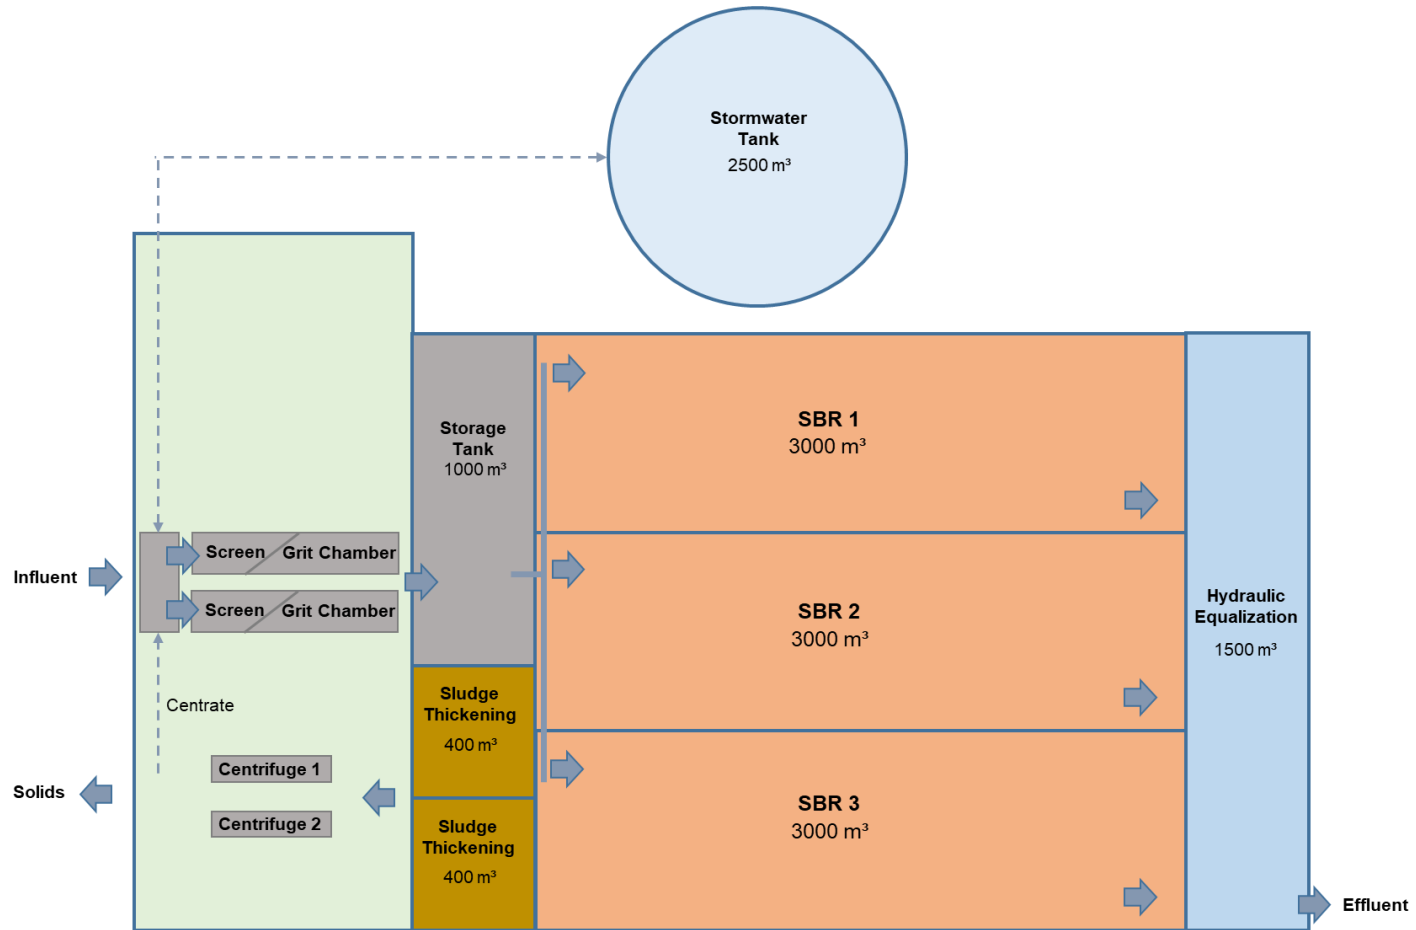 Stormwater
Tank
2500 m³
Storage
Tank
1000 m³
SBR 1
3000 m³
Screen
Grit Chamber
Influent
Screen
Grit Chamber
SBR 2
3000 m³
Hydraulic
Equalization
1500 m³
Sludge
Thickening
400 m³
Centrate
Centrifuge 1
Solids
Centrifuge 2
Sludge
Thickening
400 m³
SBR 3
3000 m³
Effluent